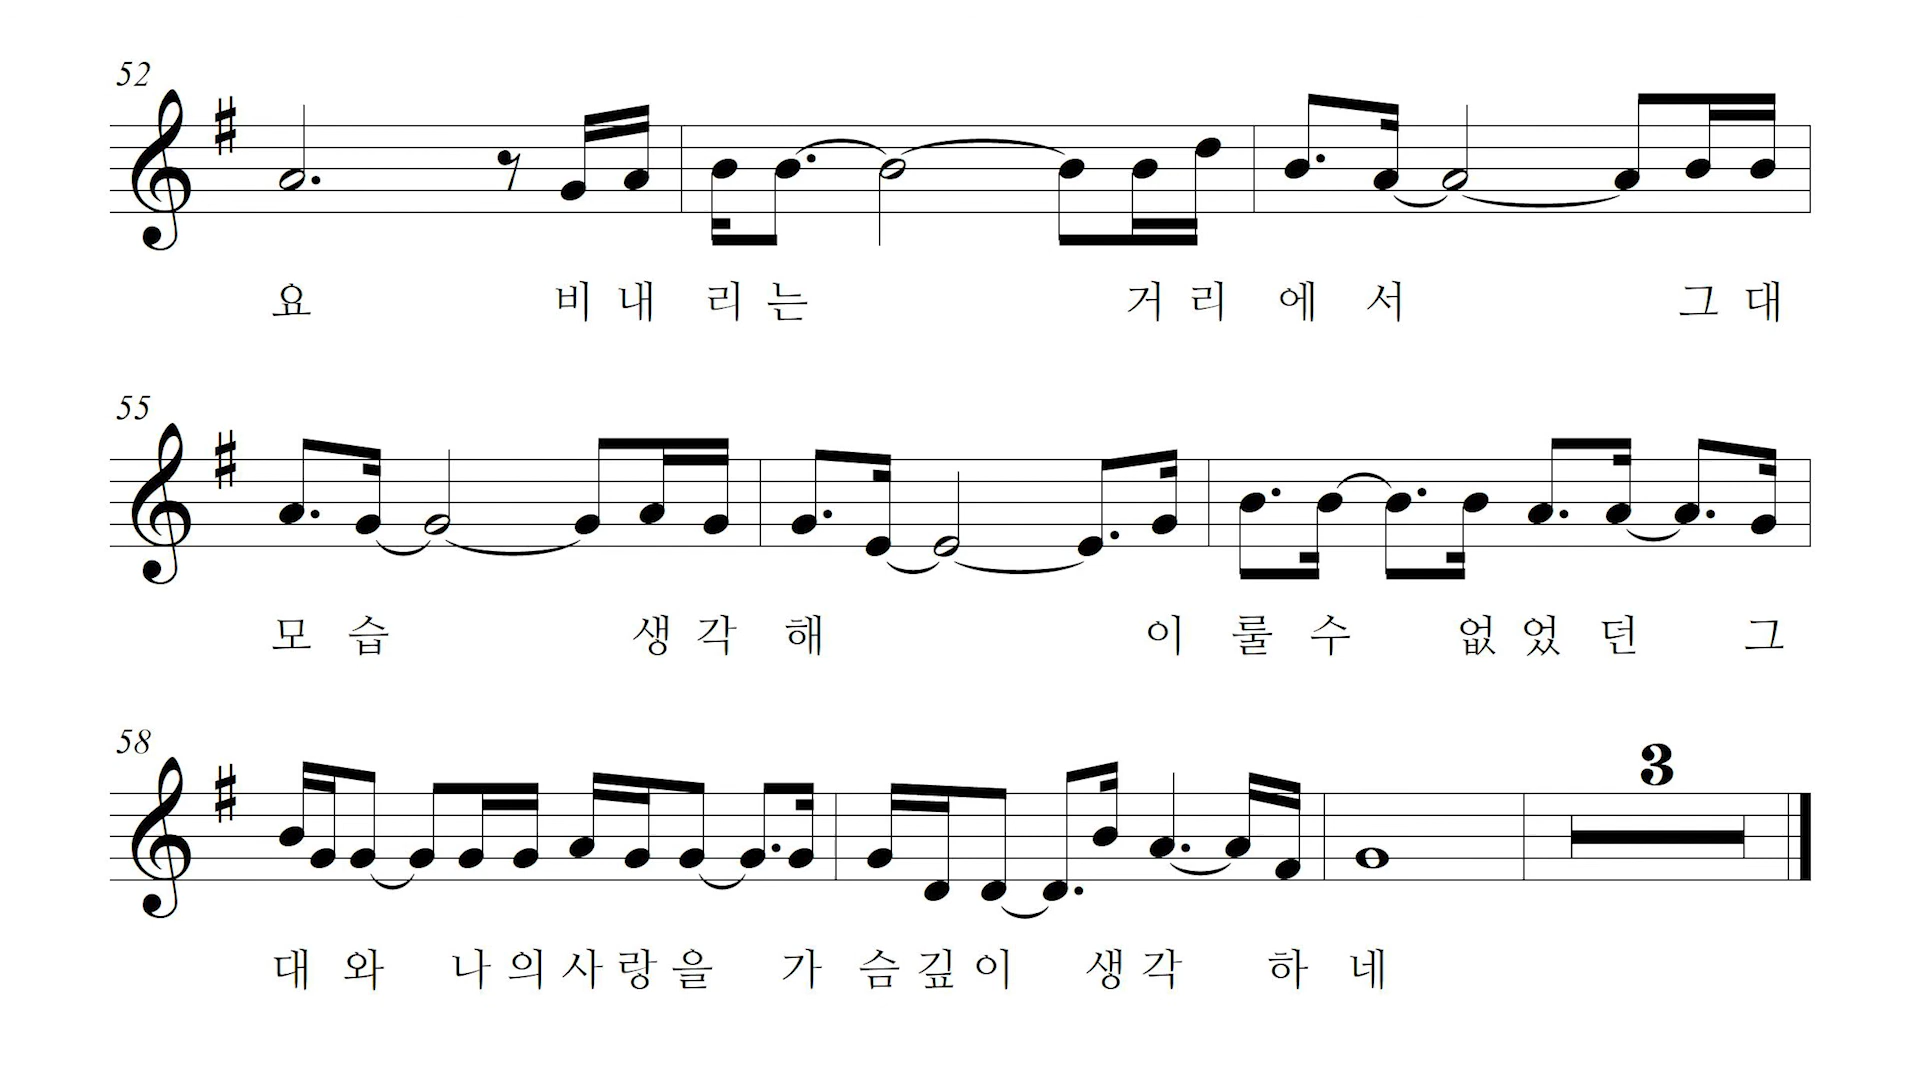 52
요 비 내 리 는 거 리 에 서 그 대
55
모 습 생 각 해 이 룰 수 없 었 던 그
58
3
대 와 나 의 사 랑 을 가 슴 깊 이 생 각 하 네